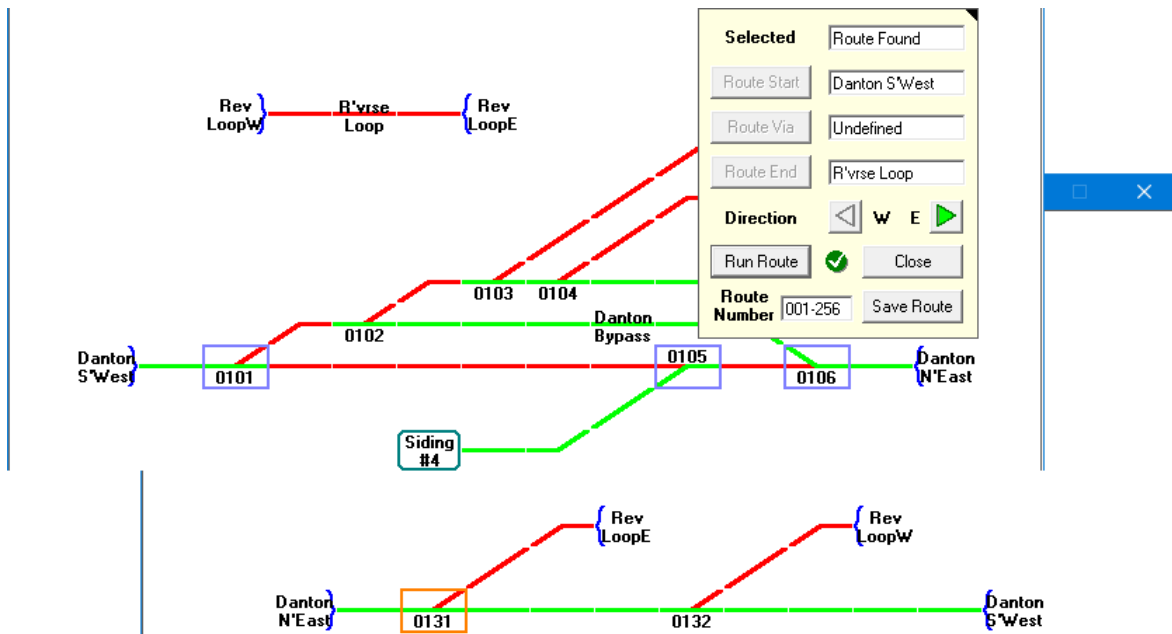 Selected
Route Found
Route Start
Danton S'West
Route Via
Undefined
Route End
R'vrse Loop
Direction
W E
Run Route
Close
Route
Number
001-256
Save Route
Rev
LoopW
R'vrse
Loop
Rev
LoopE
0103 0104
0102
Danton
Bypass
Danton
S'West
0101
0105
0106
Danton
N'East
Siding
#4
Rev
LoopE
Rev
LoopW
Danton
N'East
0131
0132
Danton
S'West